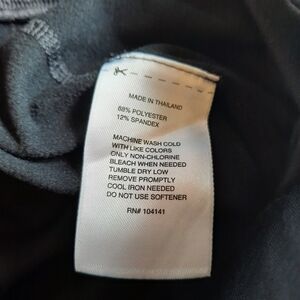 MADE IN THAILAND
88% POLYESTER
12% SPANDEX
MACHINE WASH COLD
WITH LIKE COLORS
ONLY NON-CHLORINE
BLEACH WHEN NEEDED
TUMBLE DRY LOW
REMOVE PROMPTLY
COOL IRON NEEDED
DO NOT USE SOFTENER
RN# 104141